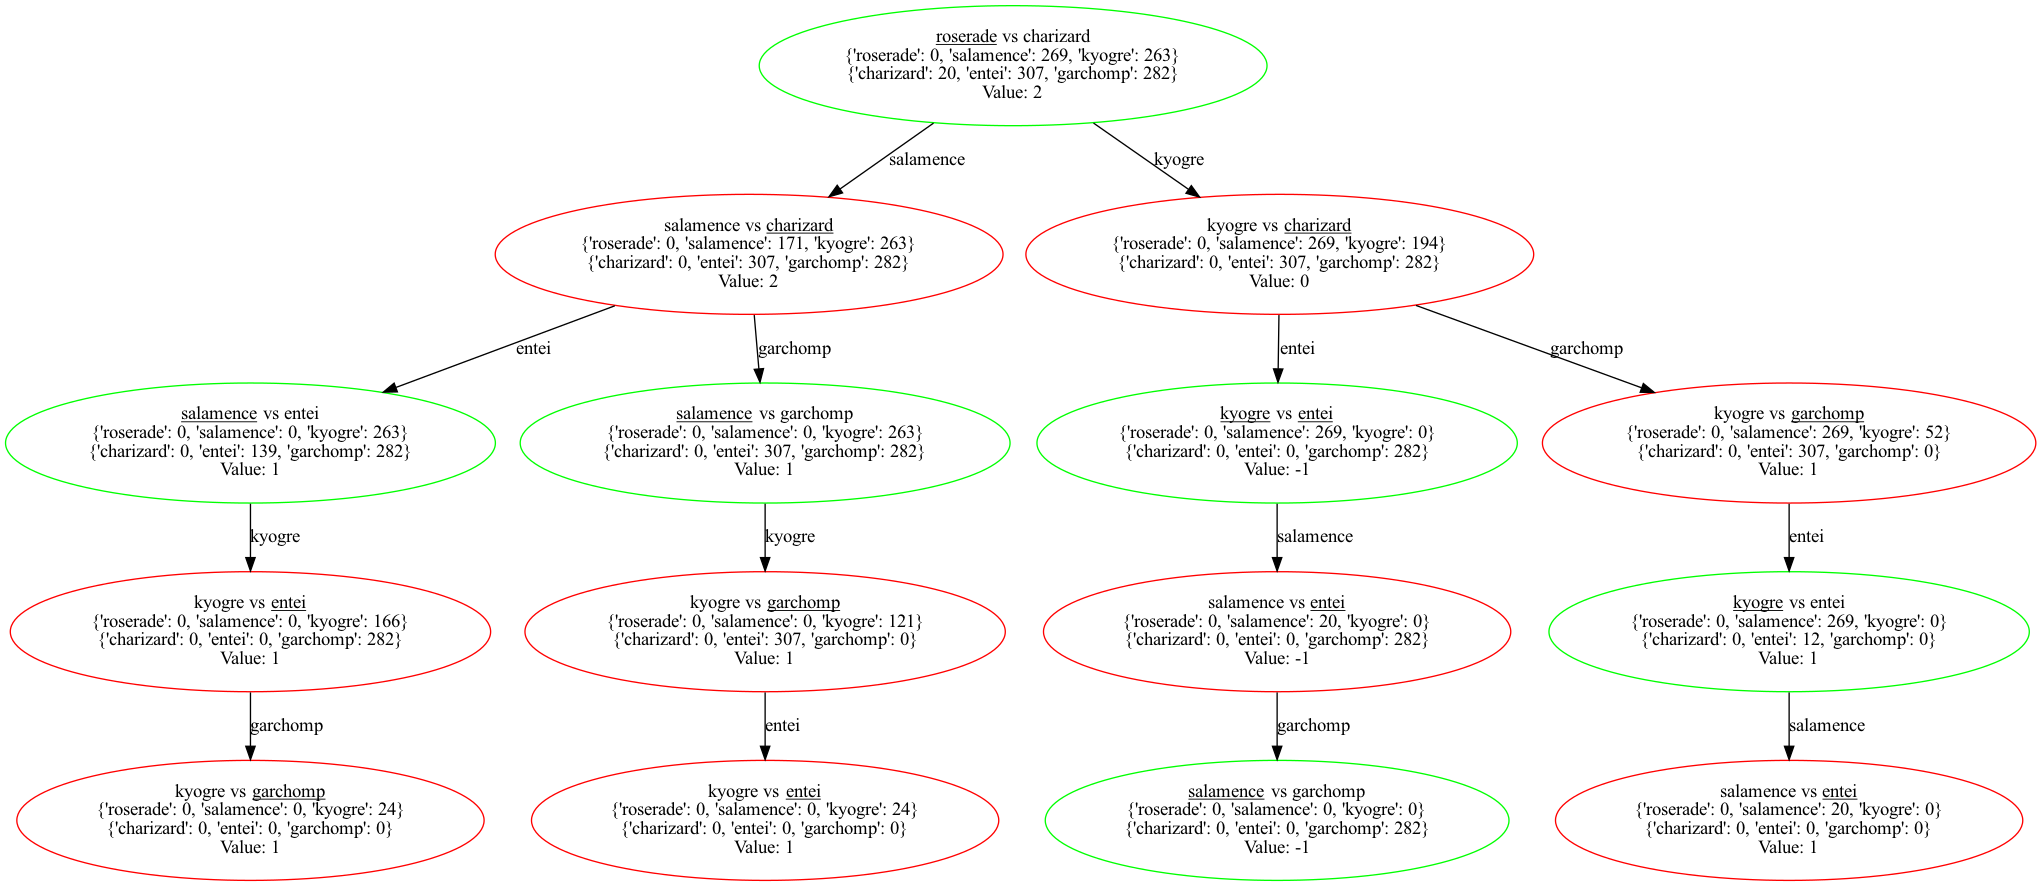 roserade vs charizard
{'roserade': 0, 'salamence': 269, 'kyogre': 263}
{'charizard': 20, 'entei': 307, 'garchomp': 282}
Value: 2
salamence
kyogre
salamence vs charizard
{'roserade': 0, 'salamence': 171, 'kyogre': 263}
{'charizard': 0, 'entei': 307, 'garchomp': 282}
Value: 2
kyogre vs charizard
{'roserade': 0, 'salamence': 269, 'kyogre': 194}
{'charizard': 0, 'entei': 307, 'garchomp': 282}
Value: 0
entei
garchomp
entei
garchomp
salamence vs entei
{'roserade': 0, 'salamence': 0, 'kyogre': 263}
{'charizard': 0, 'entei': 139, 'garchomp': 282}
Value: 1
salamence vs garchomp
{'roserade': 0, 'salamence': 0, 'kyogre': 263}
{'charizard': 0, 'entei': 307, 'garchomp': 282}
Value: 1
kyogre vs entei
{'roserade': 0, 'salamence': 269, 'kyogre': 0}
{'charizard': 0, 'entei': 0, 'garchomp': 282}
Value: -1
kyogre vs garchomp
{'roserade': 0, 'salamence': 269, 'kyogre': 52}
{'charizard': 0, 'entei': 307, 'garchomp': 0}
Value: 1
kyogre
kyogre
salamence
entei
kyogre vs entei
{'roserade': 0, 'salamence': 0, 'kyogre': 166}
{'charizard': 0, 'entei': 0, 'garchomp': 282}
Value: 1
kyogre vs garchomp
{'roserade': 0, 'salamence': 0, 'kyogre': 121}
{'charizard': 0, 'entei': 307, 'garchomp': 0}
Value: 1
salamence vs entei
{'roserade': 0, 'salamence': 20, 'kyogre': 0}
{'charizard': 0, 'entei': 0, 'garchomp': 282}
Value: -1
kyogre vs entei
{'roserade': 0, 'salamence': 269, 'kyogre': 0}
{'charizard': 0, 'entei': 12, 'garchomp': 0}
Value: 1
garchomp
entei
garchomp
salamence
kyogre vs garchomp
{'roserade': 0, 'salamence': 0, 'kyogre': 24}
{'charizard': 0, 'entei': 0, 'garchomp': 0}
Value: 1
kyogre vs entei
{'roserade': 0, 'salamence': 0, 'kyogre': 24}
{'charizard': 0, 'entei': 0, 'garchomp': 0}
Value: 1
salamence vs garchomp
{'roserade': 0, 'salamence': 0, 'kyogre': 0}
{'charizard': 0, 'entei': 0, 'garchomp': 282}
Value: -1
salamence vs entei
{'roserade': 0, 'salamence': 20, 'kyogre': 0}
{'charizard': 0, 'entei': 0, 'garchomp': 0}
Value: 1